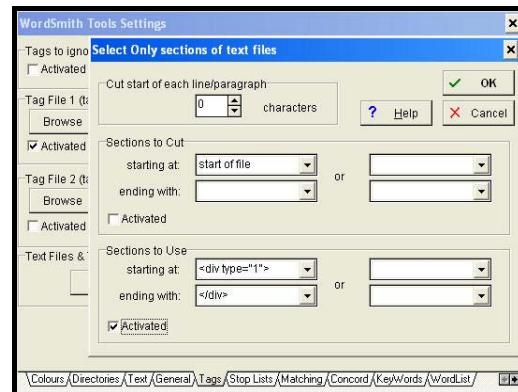 WordSmith Tools Settings
Tags to igno
Activated
Tag File 1 (ta
Browse
Activated
Tag File 2 (ta
Browse
Activated
Text Files &
Select Only sections of text files
Cut start of each line/paragraph
0 characters
OK
Help
Cancel
Sections to Cut
starting at: start of file or
ending with:
Activated
Sections to Use
starting at: <div type="1"> or
ending with: </div>
Activated
Colours Directories Text General Tags Stop Lists Matching Concord KeyWords WordList